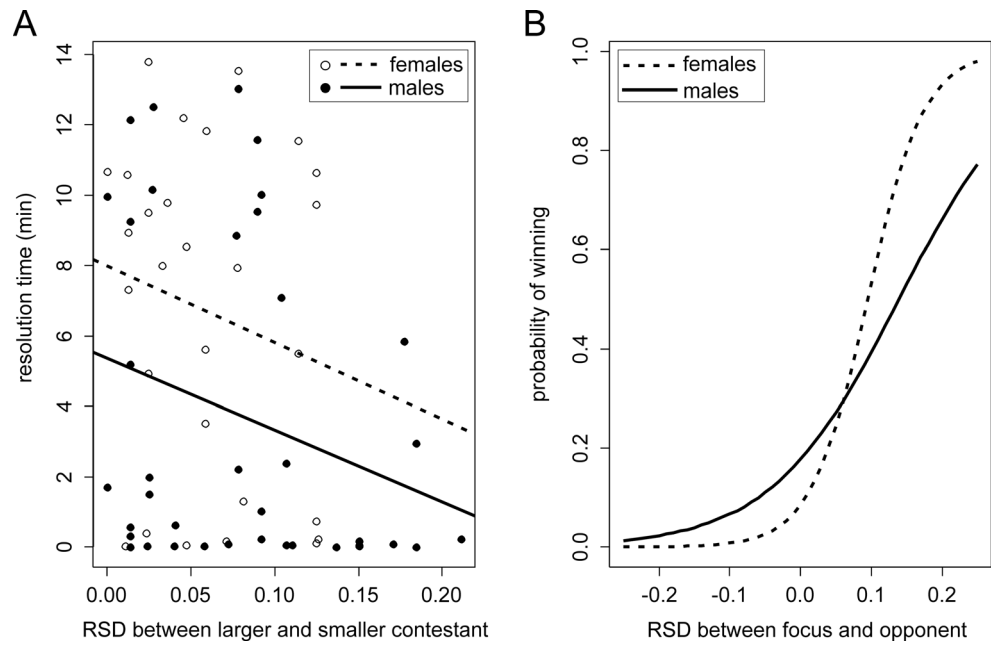 A
resolution time (min)
14
12
10
8
6
4
2
0
females
males
0.00 0.05 0.10 0.15 0.20
RSD between larger and smaller contestant
B
probability of winning
1.0
0.8
0.6
0.4
0.2
0.0
females
males
-0.2 -0.1 0.0 0.1 0.2
RSD between focus and opponent